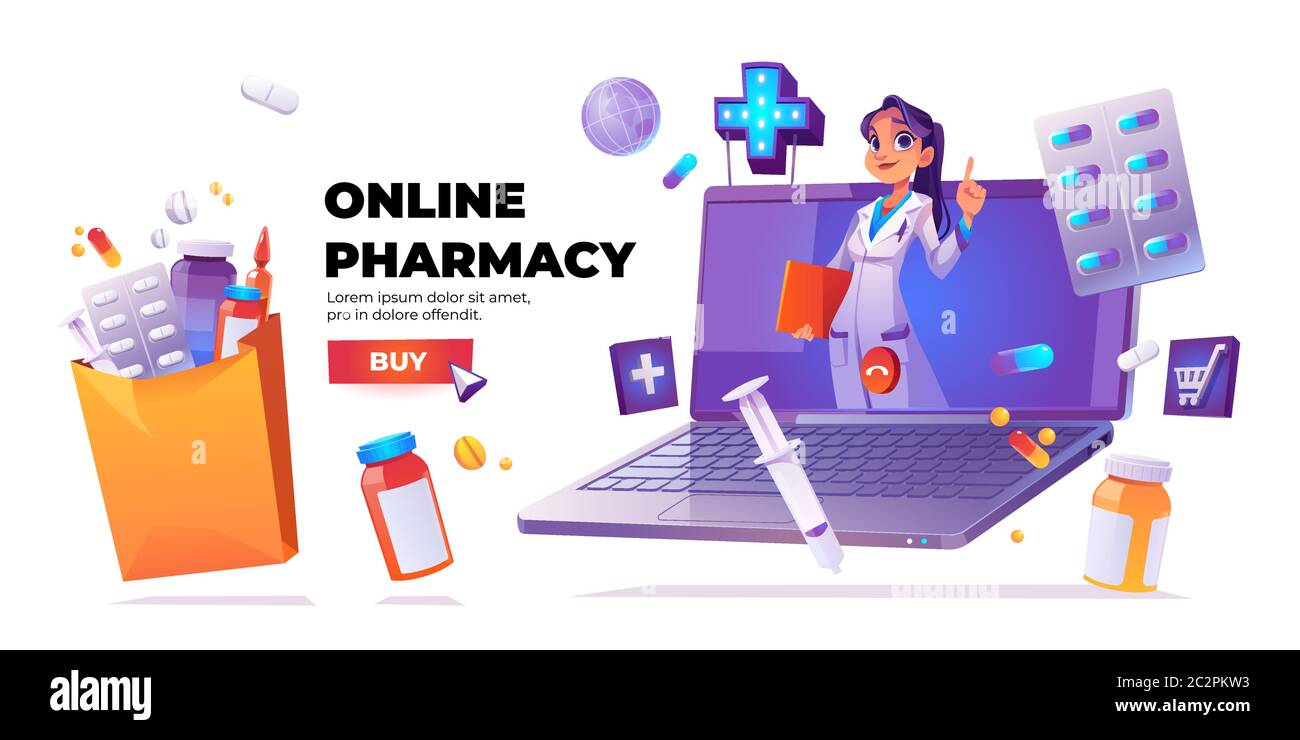 ONLINE
PHARMACY
Lorem ipsum dolor sit amet,
pro in dolore offendit.
BUY
a
a
a
a
a
alamy
alamy
Image ID: 2C2PKW3
www.alamy.com